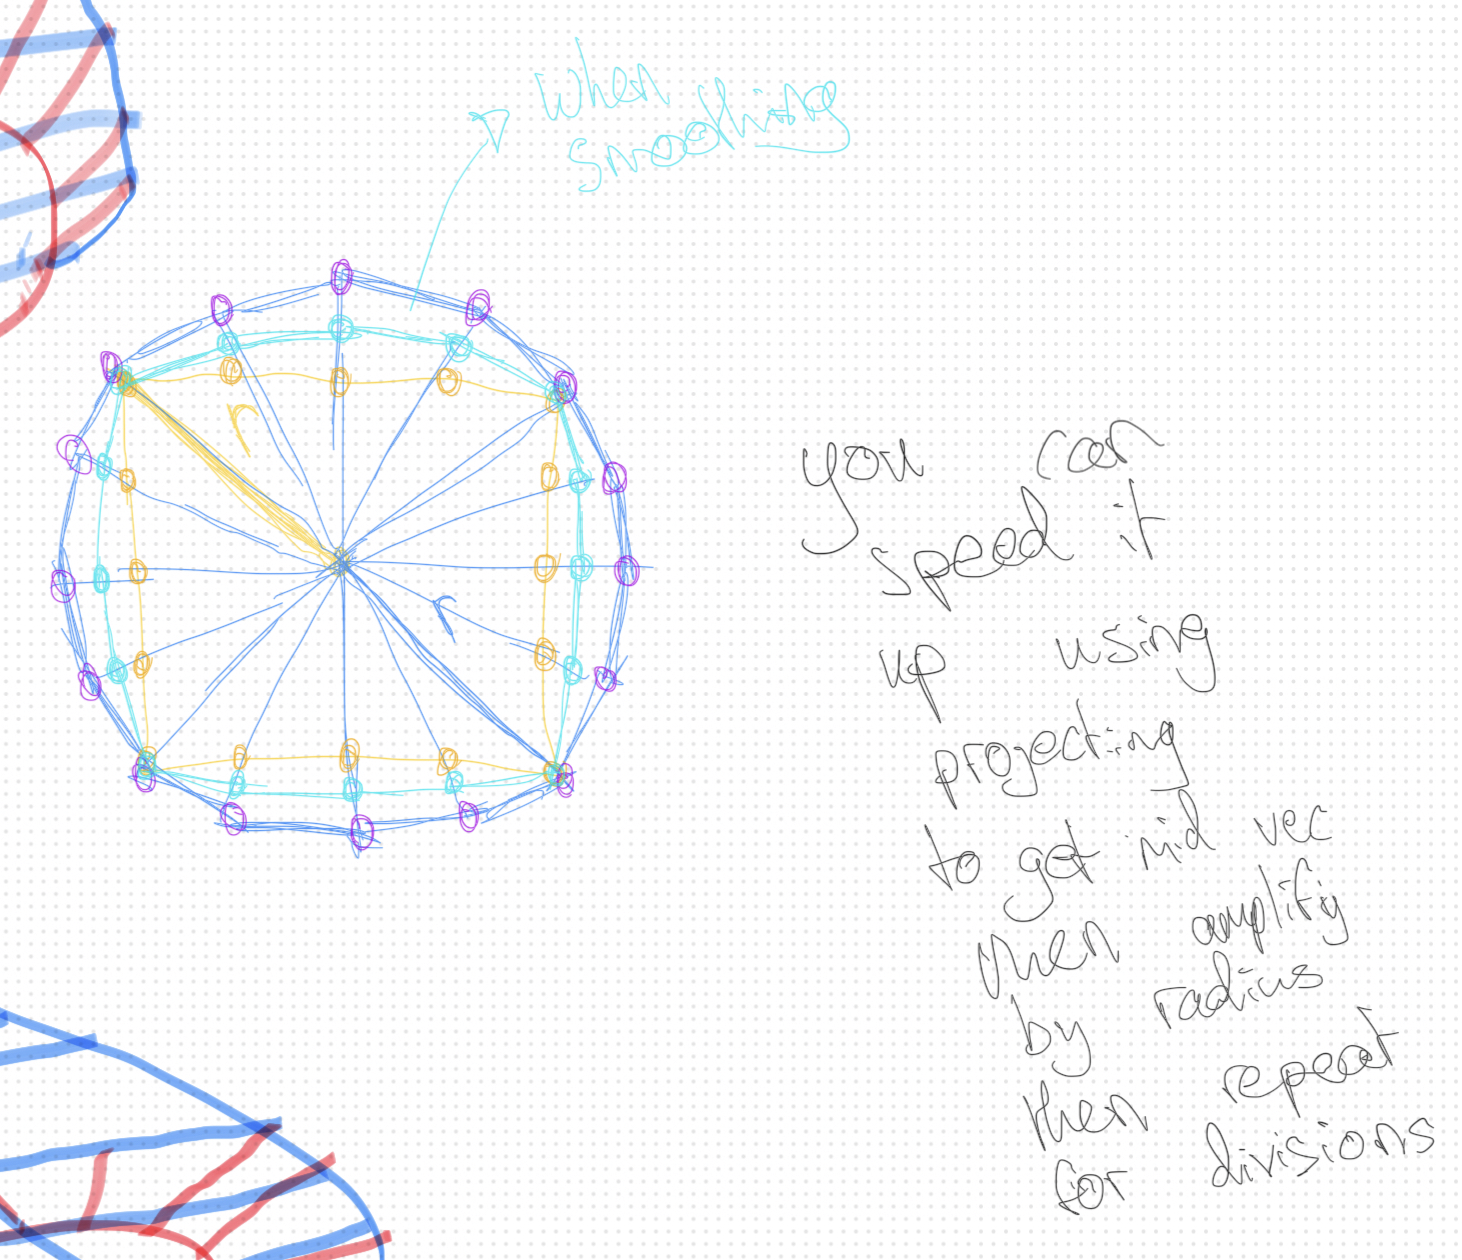 When
smoothing
r
r
you can
speed it
up using
projecting
to get mid vec
then amplify
by radius
then repeat
for divisions